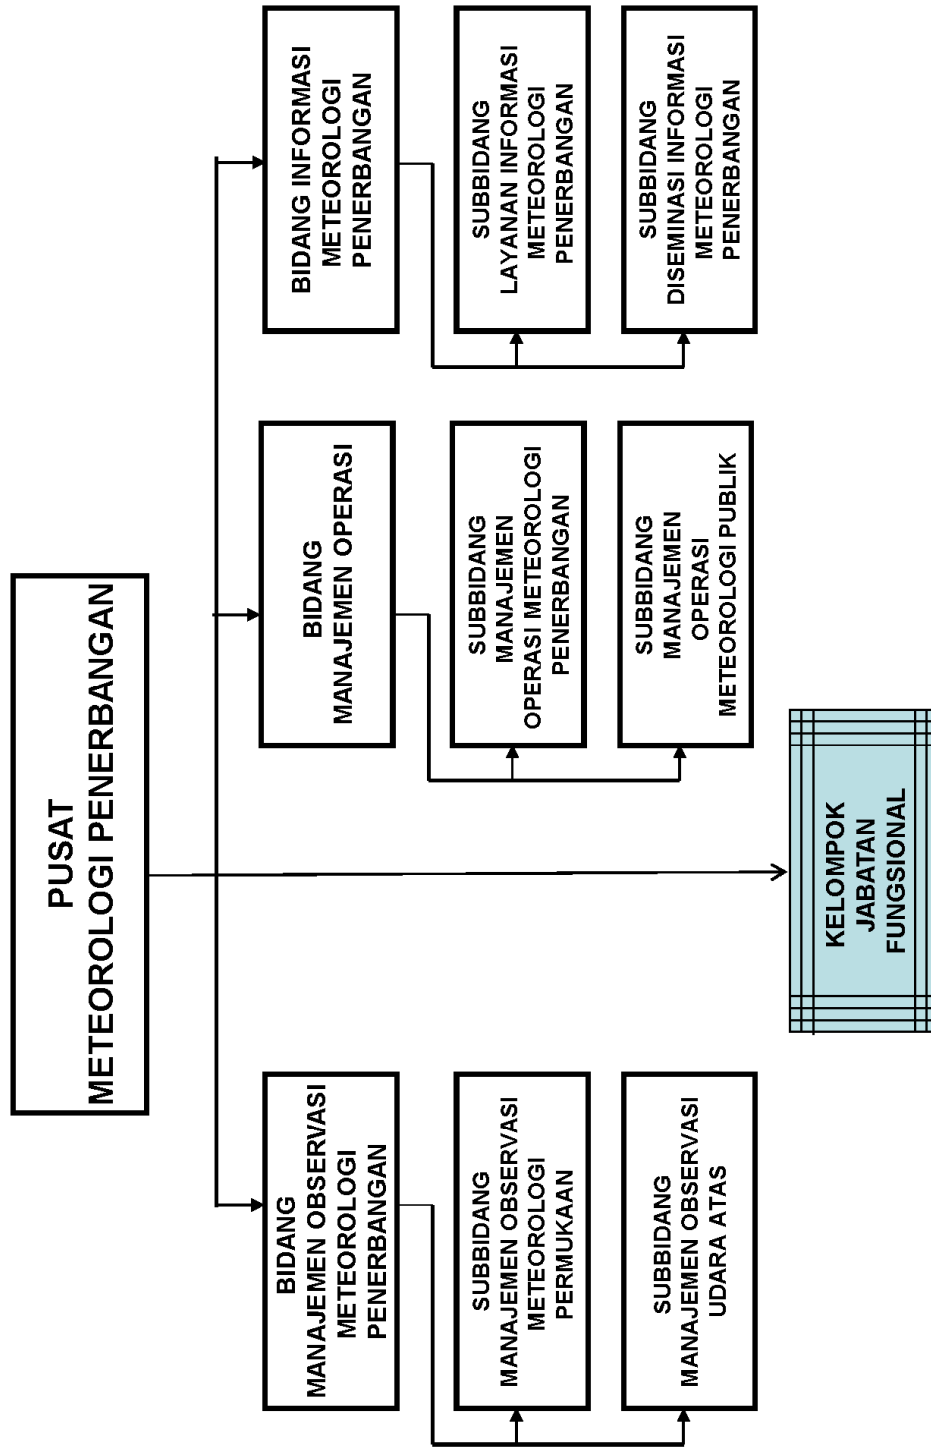 PUSAT
METEOROLOGI PENERBANGAN
BIDANG
MANAJEMEN OBSERVASI
METEOROLOGI
PENERBANGAN
SUBBIDANG
MANAJEMEN OBSERVASI
METEOROLOGI
PERMUKAAN
SUBBIDANG
MANAJEMEN OBSERVASI
UDARA ATAS
BIDANG
MANAJEMEN OPERASI
SUBBIDANG
MANAJEMEN
OPERASI METEOROLOGI
PENERBANGAN
SUBBIDANG
MANAJEMEN
OPERASI
METEOROLOGI PUBLIK
BIDANG INFORMASI
METEOROLOGI
PENERBANGAN
SUBBIDANG
LAYANAN INFORMASI
METEOROLOGI
PENERBANGAN
SUBBIDANG
DISEMINASI INFORMASI
METEOROLOGI
PENERBANGAN
KELOMPOK
JABATAN
FUNGSIONAL